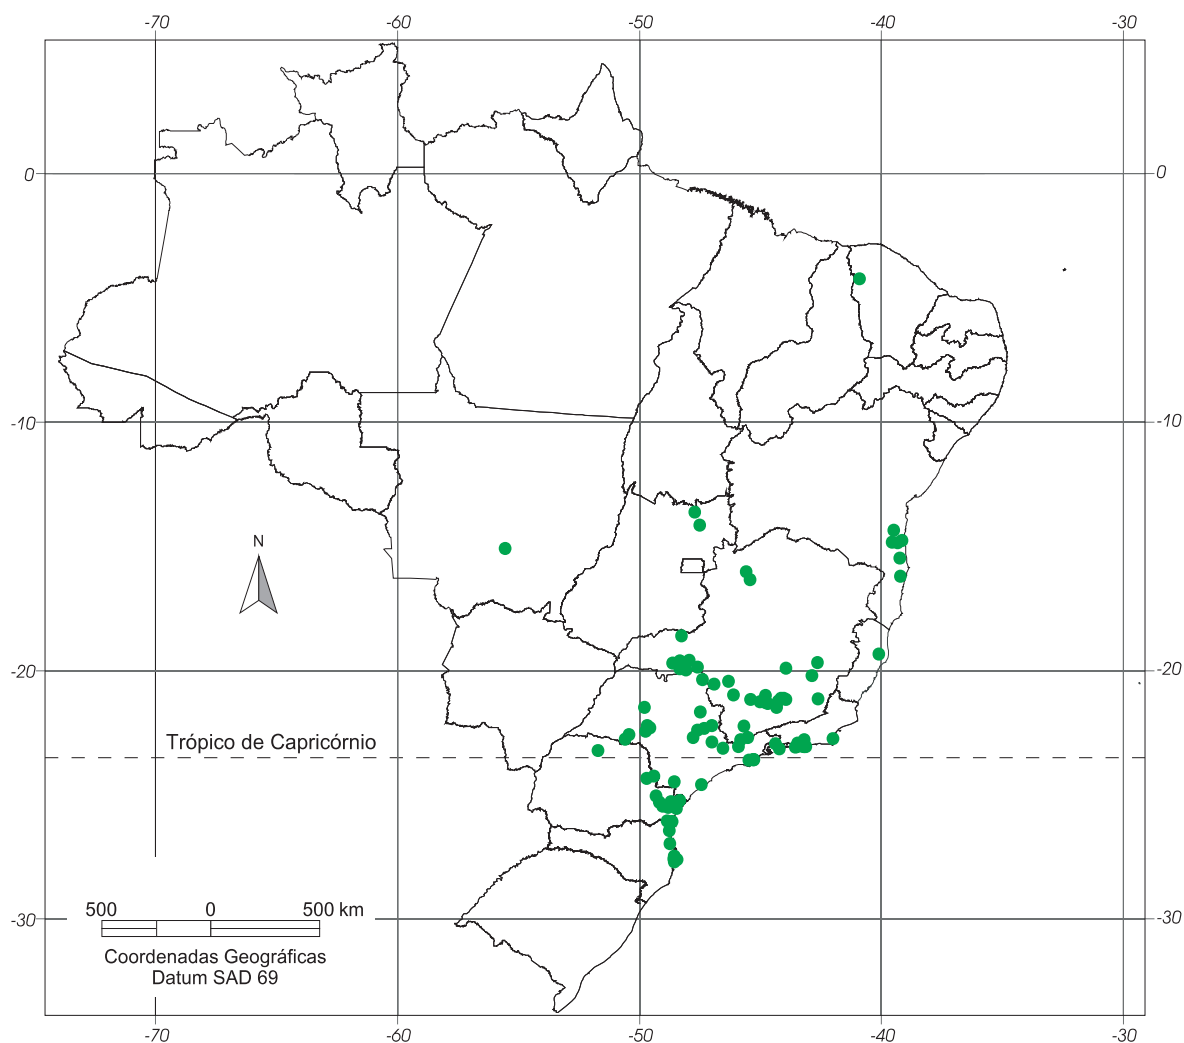 -70 -60 -50 -40 -30
0 0
-10 -10
N
-20 -20
Trópico de Capricórnio
500 0 500 km
-30 -30
Coordenadas Geográficas
Datum SAD 69
-70 -60 -50 -40 -30